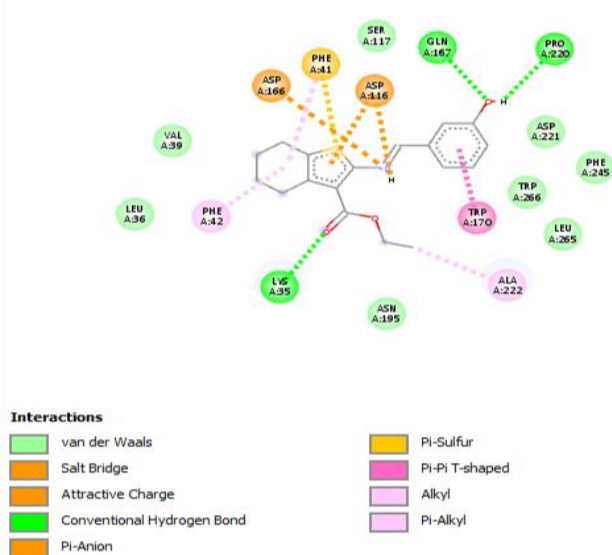 SER
A:117
GLN
A:167
PRO
A:220
PHE
A:41
ASP
A:166
ASP
A:116
H
VAL
A:39
ASP
A:221
PHE
A:245
H
TRP
A:266
LEU
A:36
PHE
A:42
TRP
A:170
LEU
A:265
LYS
A:35
ALA
A:222
ASN
A:195
Interactions
van der Waals
Salt Bridge
Attractive Charge
Conventional Hydrogen Bond
Pi-Anion
Pi-Sulfur
Pi-Pi T-shaped
Alkyl
Pi-Alkyl